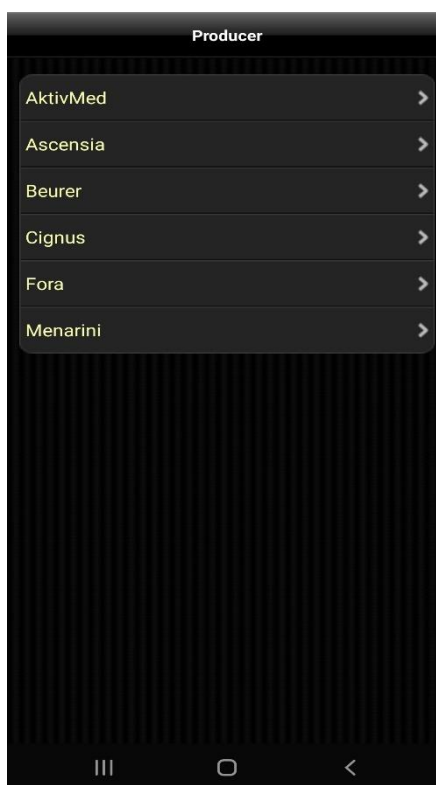 Producer
AktivMed
Ascensia
Beurer
Cignus
Fora
Menarini